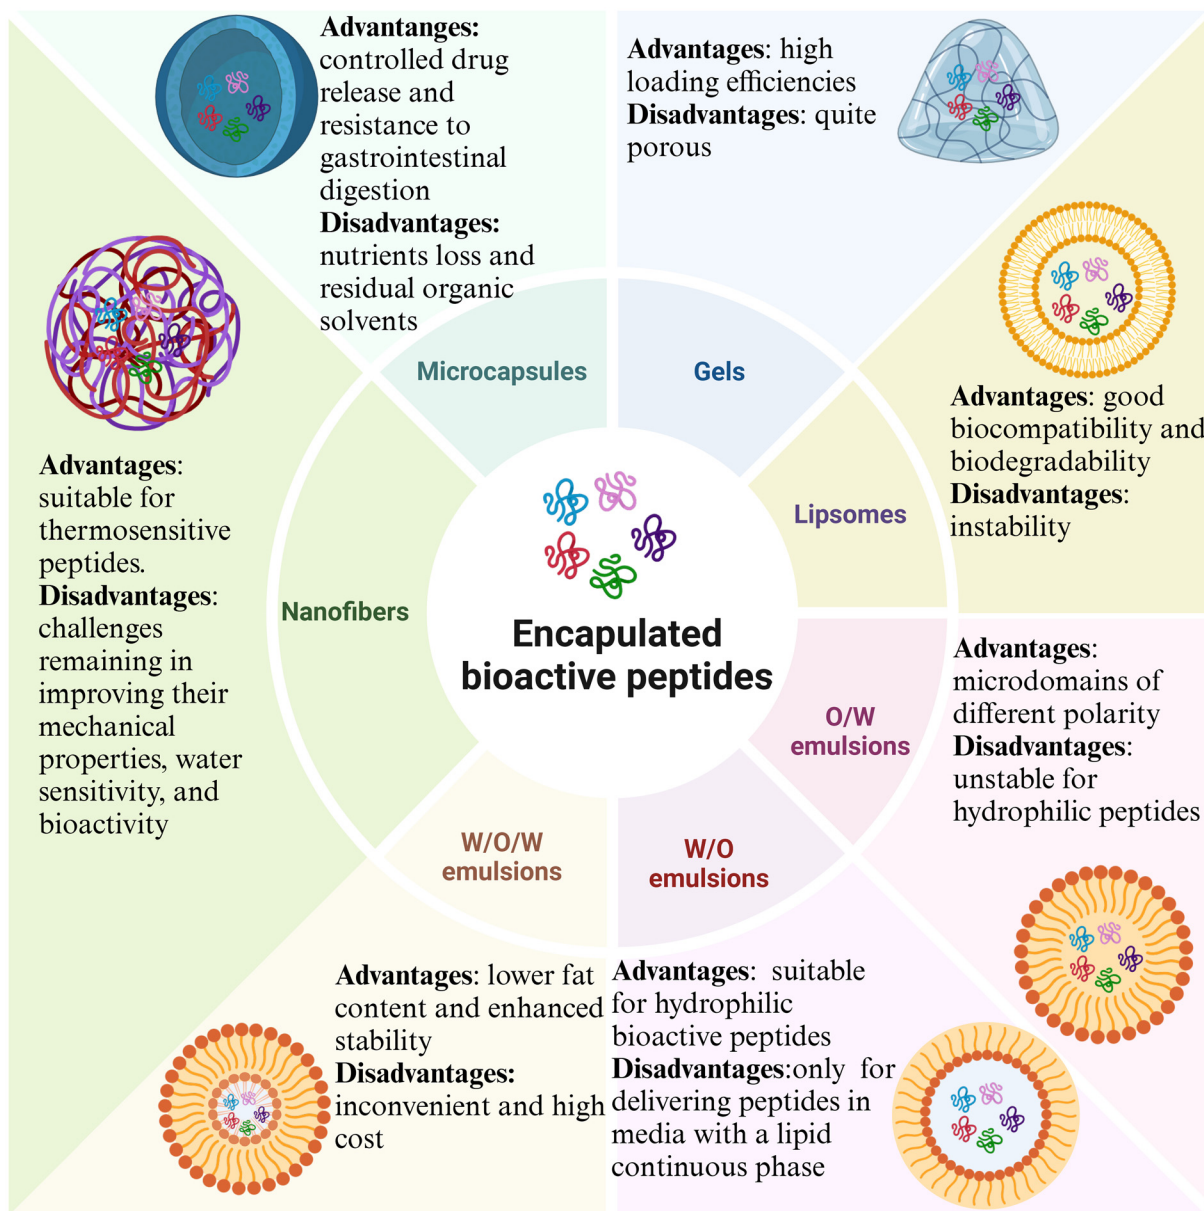 Advantanges:
controlled drug
release and
resistance to
gastrointestinal
digestion
Disadvantages:
nutrients loss and
residual organic
solvents
Microcapsules
Advantages: high
loading efficiencies
Disadvantages: quite
porous
Gels
Advantages: good
biocompatibility and
biodegradability
Disadvantages:
instability
Lipsomes
Advantages:
microdomains of
different polarity
Disadvantages:
unstable for
hydrophilic peptides
O/W
emulsions
Advantages: suitable
for hydrophilic
bioactive peptides
Disadvantages:only for
delivering peptides in
media with a lipid
continuous phase
W/O
emulsions
Advantages: lower fat
content and enhanced
stability
Disadvantages:
inconvenient and high
cost
W/O/W
emulsions
Advantages:
suitable for
thermosensitive
peptides.
Disadvantages:
challenges
remaining in
improving their
mechanical
properties, water
sensitivity, and
bioactivity
Nanofibers
Encapulated
bioactive peptides